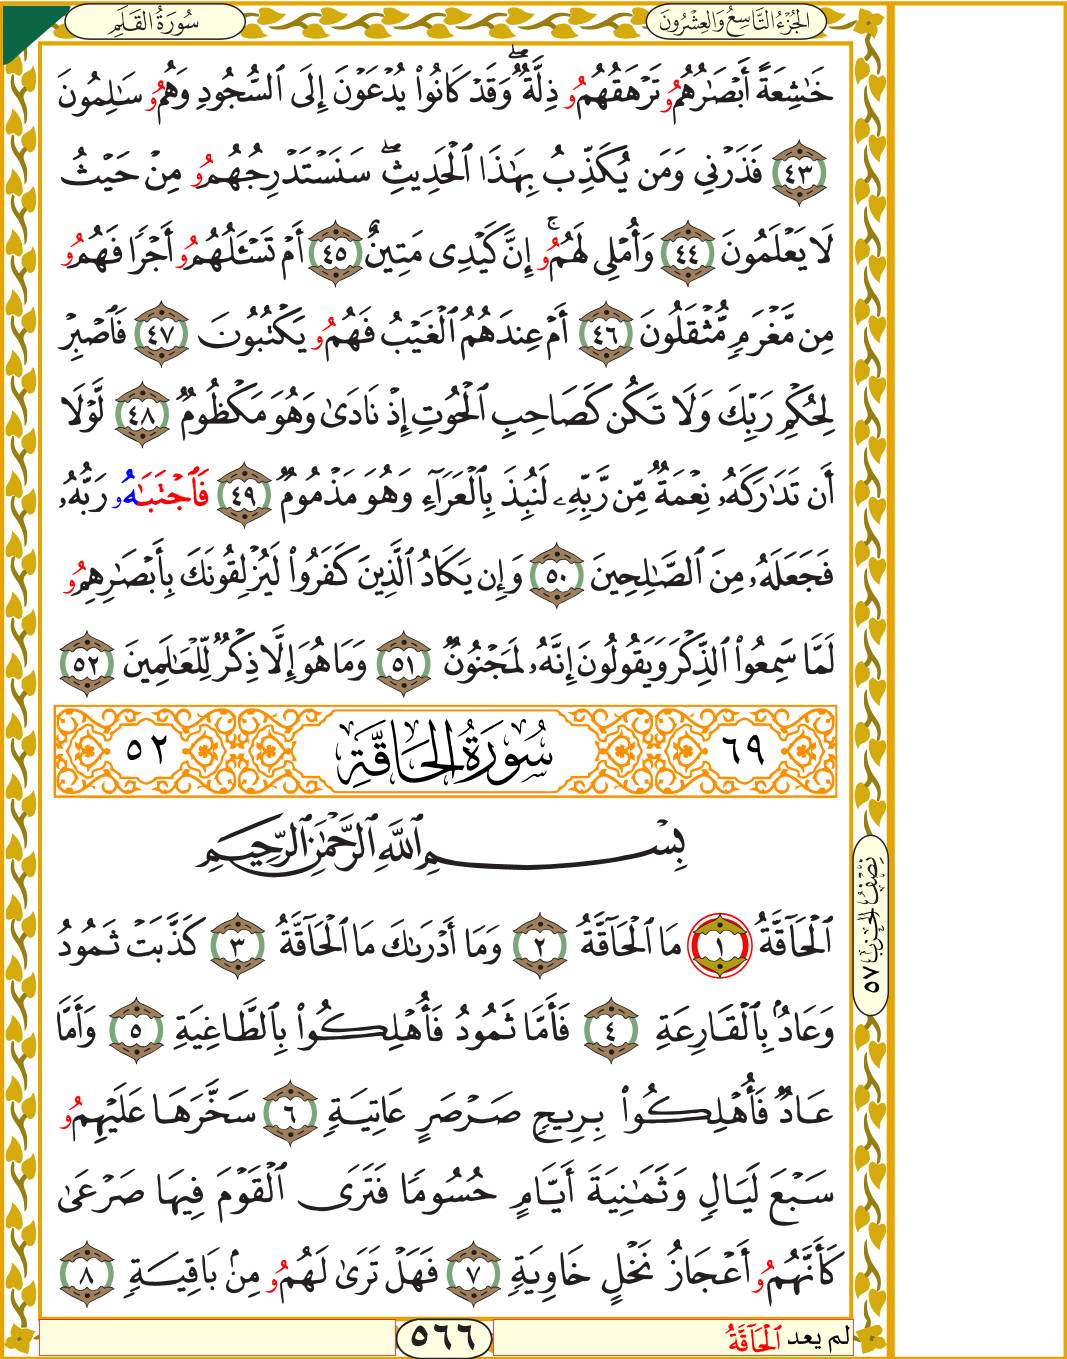 سُورَةُ القَلَمِ
الجُزْءُ التَّاسِعُ وَالعِشْرُونَ
خَٰشِعَةً أَبْصَٰرُهُمُۥ تَرْهَقُهُمُۥ ذِلَّةٌۖ وَقَدْ كَانُوا۟ يُدْعَوْنَ إِلَى ٱلسُّجُودِ وَهُمُۥ سَٰلِمُونَ
٤٣ فَذَرْنِى وَمَن يُكَذِّبُ بِهَٰذَا ٱلْحَدِيثِۖ سَنَسْتَدْرِجُهُمُۥ مِنْ حَيْثُ
لَا يَعْلَمُونَ ٤٤ وَأُمْلِى لَهُمُۥٓۚ إِنَّ كَيْدِى مَتِينٌ ٤٥ أَمْ تَسْـَٔلُهُمُۥ أَجْرًا فَهُمُۥ
مِن مَّغْرَمٍ مُّثْقَلُونَ ٤٦ أَمْ عِندَهُمُ ٱلْغَيْبُ فَهُمُۥ يَكْتُبُونَ ٤٧ فَٱصْبِرْ
لِحُكْمِ رَبِّكَ وَلَا تَكُن كَصَاحِبِ ٱلْحُوتِ إِذْ نَادَىٰ وَهُوَ مَكْظُومٌ ٤٨ لَّوْلَا
أَن تَدَٰرَكَهُۥ نِعْمَةٌ مِّن رَّبِّهِۦ لَنُبِذَ بِٱلْعَرَآءِ وَهُوَ مَذْمُومٌ ٤٩ فَٱجْتَبَٰهُۥ رَبُّهُۥ
فَجَعَلَهُۥ مِنَ ٱلصَّٰلِحِينَ ٥٠ وَإِن يَكَادُ ٱلَّذِينَ كَفَرُوا۟ لَيُزْلِقُونَكَ بِأَبْصَٰرِهِمُۥ
لَمَّا سَمِعُوا۟ ٱلذِّكْرَ وَيَقُولُونَ إِنَّهُۥ لَمَجْنُونٌ ٥١ وَمَا هُوَ إِلَّا ذِكْرٌ لِّلْعَٰلَمِينَ ٥٢
٦٩ سُورَةُ الحَاقَّةِ ٥٢
بِسْمِ ٱللَّهِ ٱلرَّحْمَٰنِ ٱلرَّحِيمِ
ٱلْحَآقَّةُ ١ مَا ٱلْحَآقَّةُ ٢ وَمَا أَدْرَىٰكَ مَا ٱلْحَآقَّةُ ٣ كَذَّبَتْ ثَمُودُ
وَعَادٌۢ بِٱلْقَارِعَةِ ٤ فَأَمَّا ثَمُودُ فَأُهْلِكُوا۟ بِٱلطَّاغِيَةِ ٥ وَأَمَّا
عَادٌ فَأُهْلِكُوا۟ بِرِيحٍ صَرْصَرٍ عَاتِيَةٍ ٦ سَخَّرَهَا عَلَيْهِمُۥ
سَبْعَ لَيَالٍ وَثَمَٰنِيَةَ أَيَّامٍ حُسُومًا فَتَرَى ٱلْقَوْمَ فِيهَا صَرْعَىٰ
كَأَنَّهُمُۥ أَعْجَازُ نَخْلٍ خَاوِيَةٍ ٧ فَهَلْ تَرَىٰ لَهُمُۥ مِنۢ بَاقِيَةٍ ٨
نِصْفُ الحِزْبِ ٥٧
لم يعد ٱلْحَآقَّةُ
٥٦٦